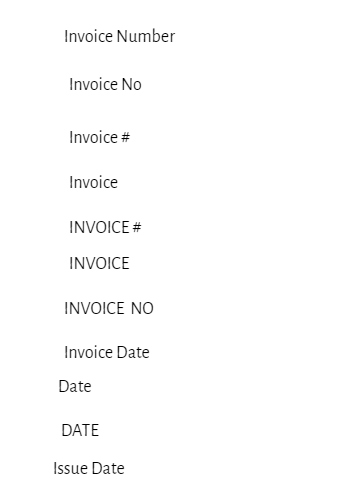 Invoice Number
Invoice No
Invoice #
Invoice
INVOICE #
INVOICE
INVOICE NO
Invoice Date
Date
DATE
Issue Date